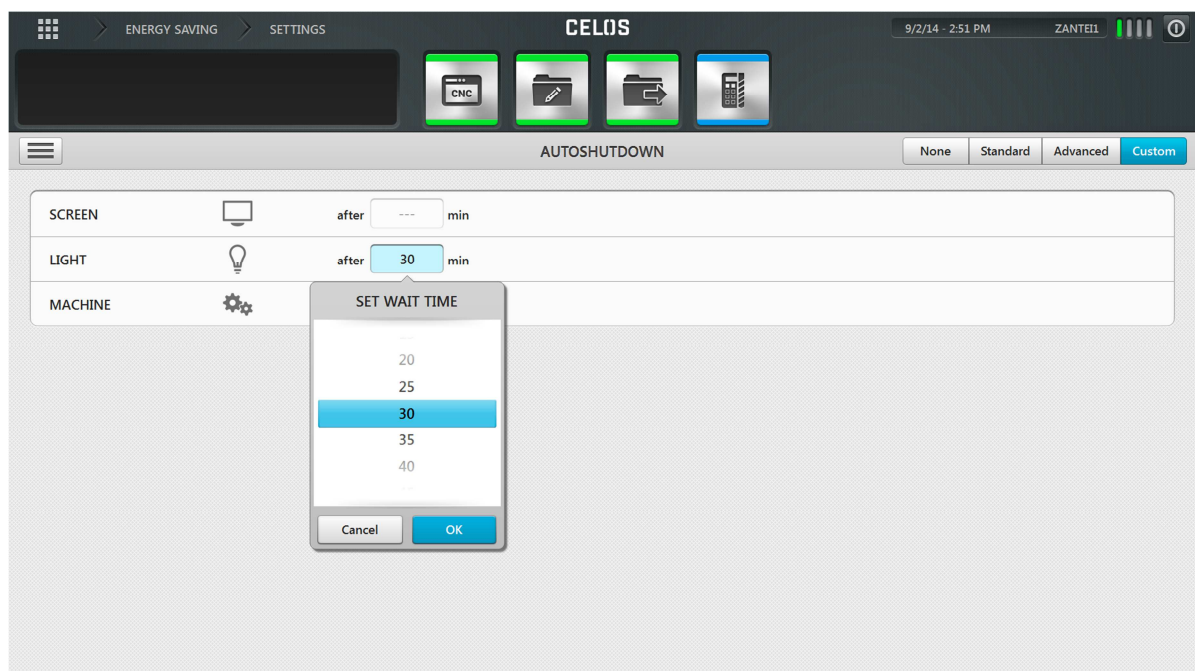 ENERGY SAVING SETTINGS CELOS 9/2/14 - 2:51 PM ZANTEI1
CNC
AUTOSHUTDOWN None Standard Advanced Custom
SCREEN after --- min
LIGHT after 30 min
MACHINE
SET WAIT TIME
20
25
30
35
40
Cancel OK